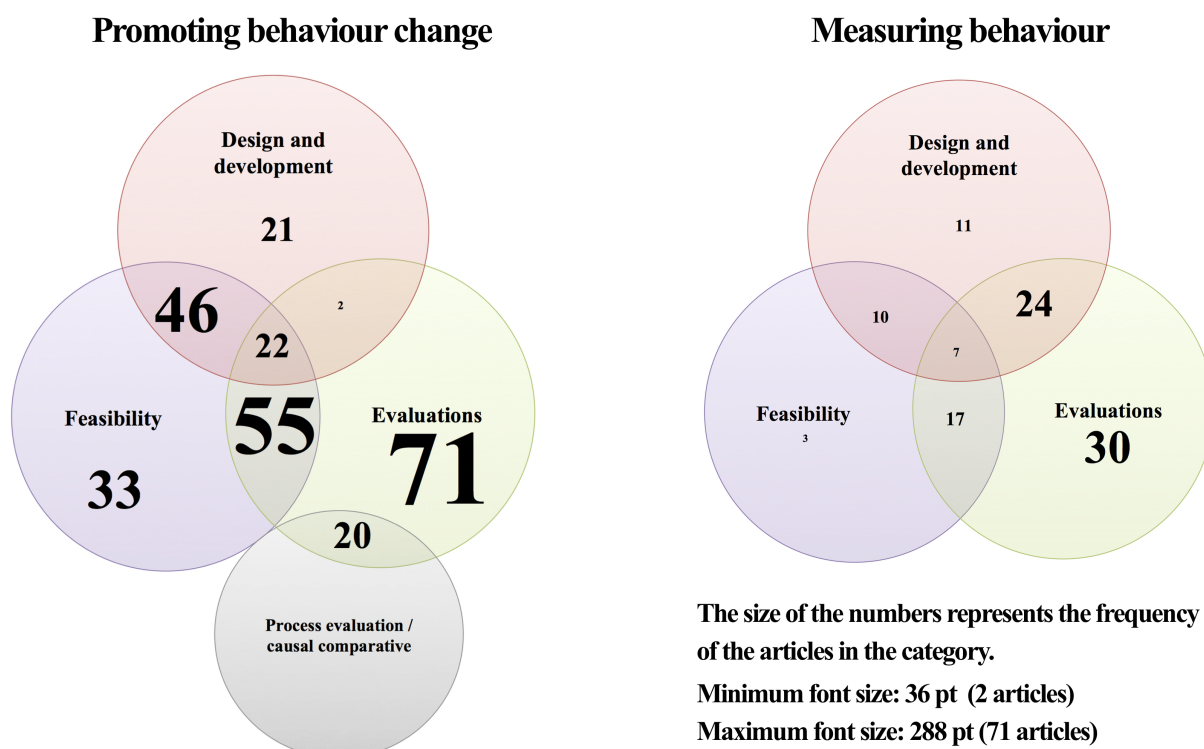 Promoting behaviour change
Design and
development
21
46
2
22
Feasibility
55
Evaluations
71
33
20
Process evaluation /
causal comparative
Measuring behaviour
Design and
development
11
10
24
7
Feasibility
3
17
Evaluations
30
The size of the numbers represents the frequency
of the articles in the category.
Minimum font size: 36 pt (2 articles)
Maximum font size: 288 pt (71 articles)